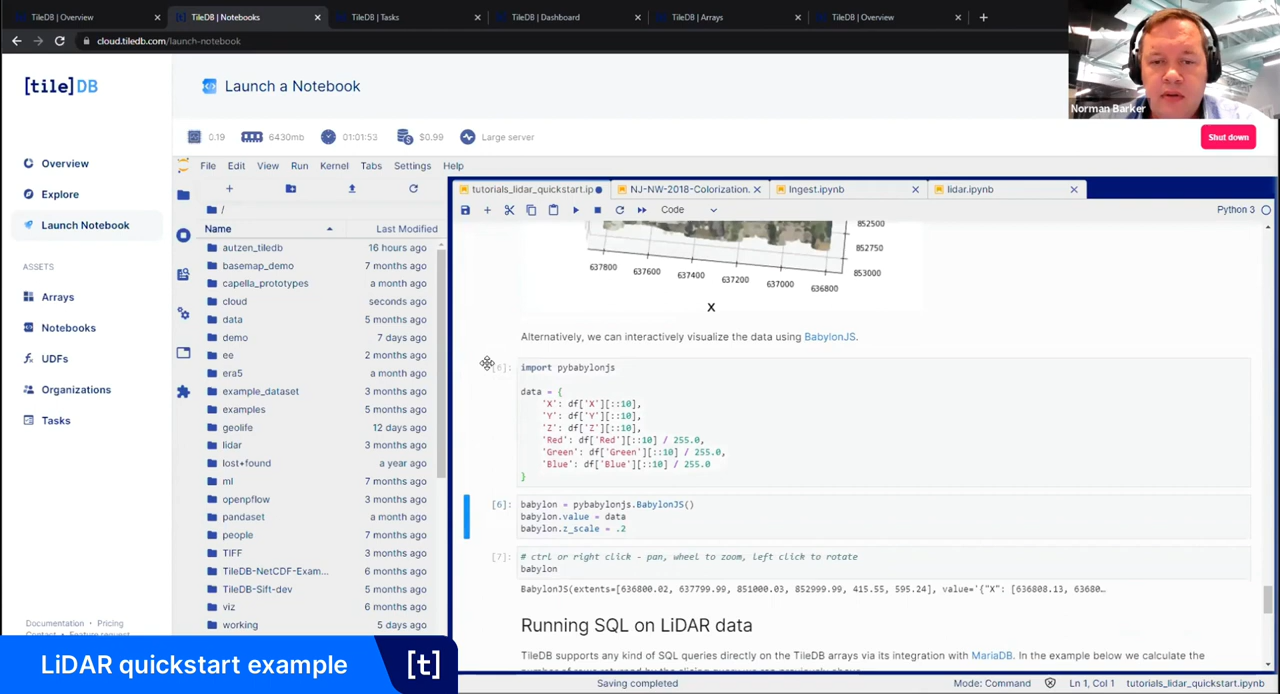 TileDB | Overview
TileDB | Notebooks
TileDB | Tasks
TileDB | Dashboard
TileDB | Arrays
TileDB | Overview
cloud.tiledb.com/launch-notebook
Norman Barker
[tile]DB
Launch a Notebook
0.19
6430mb
01:01:53
$0.99
Large server
Shut down
Overview
Explore
Launch Notebook
ASSETS
Arrays
Notebooks
UDFs
Organizations
Tasks
Documentation · Pricing
File Edit View Run Kernel Tabs Settings Help
/
Name Last Modified
autzen_tiledb 16 hours ago
basemap_demo 7 months ago
capella_prototypes a month ago
cloud seconds ago
data 5 months ago
demo 7 days ago
ee 2 months ago
era5 a month ago
example_dataset 3 months ago
examples 5 months ago
geolife 12 days ago
lidar 3 months ago
lost+found a year ago
ml 7 months ago
openpflow 3 months ago
pandaset a month ago
people 7 months ago
TIFF 7 months ago
TileDB-NetCDF-Exam... 6 months ago
TileDB-Sift-dev 7 months ago
viz 6 months ago
working 5 days ago
tutorials_lidar_quickstart.ip
NJ-NW-2018-Colorization.
Ingest.ipynb
lidar.ipynb
Code
Python 3
637800 637600 637400 637200 637000 636800
852500
852750
853000
X
Alternatively, we can interactively visualize the data using BabylonJS.
[6]: import pybabylonjs
data = {
'X': df['X'][::10],
'Y': df['Y'][::10],
'Z': df['Z'][::10],
'Red': df['Red'][::10] / 255.0,
'Green': df['Green'][::10] / 255.0,
'Blue': df['Blue'][::10] / 255.0
}
[6]: babylon = pybabylonjs.BabylonJS()
babylon.value = data
babylon.z_scale = .2
[7]: # ctrl or right click - pan, wheel to zoom, left click to rotate
babylon
BabylonJS(extents=[636800.02, 637799.99, 851000.03, 852999.99, 415.55, 595.24], value='{"X": [636808.13, 63680…
Running SQL on LiDAR data
TileDB supports any kind of SQL queries directly on the TileDB arrays via its integration with MariaDB. In the example below we calculate the
LiDAR quickstart example
[t]
Saving completed
Mode: Command
Ln 1, Col 1
tutorials_lidar_quickstart.ipynb